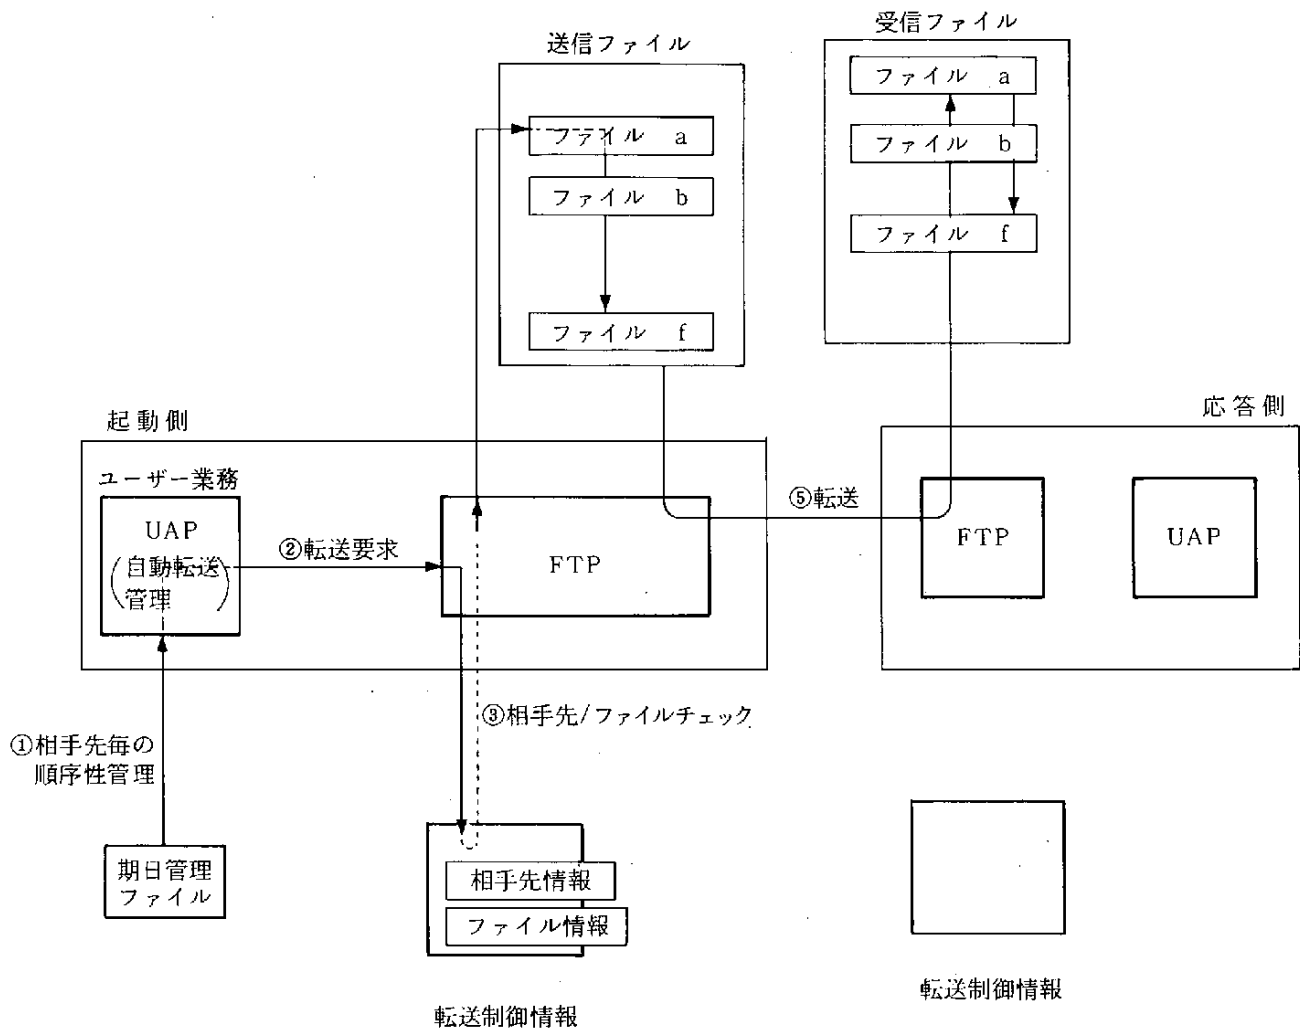 送信ファイル
ファイル a
ファイル b
ファイル f
受信ファイル
ファイル a
ファイル b
ファイル f
起動側
応答側
ユーザー業務
UAP
(自動転送
管理)
②転送要求
FTP
⑤転送
FTP
UAP
③相手先/ファイルチェック
①相手先毎の
順序性管理
期日管理
ファイル
相手先情報
ファイル情報
転送制御情報
転送制御情報